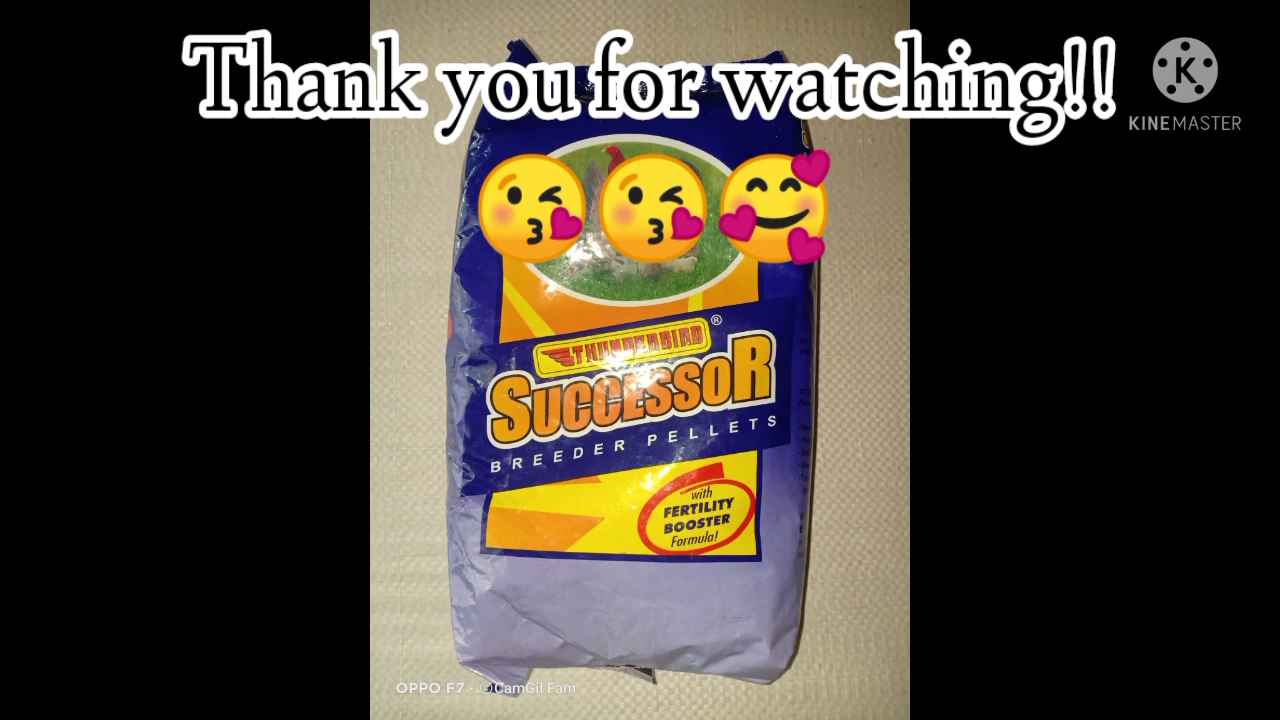 Thank you for watching!!
KINEMASTER
THUNDERBIRD ®
SUCCESSOR
BREEDER PELLETS
with
FERTILITY
BOOSTER
Formula!
OPPO F7 · ©CamGil Fam